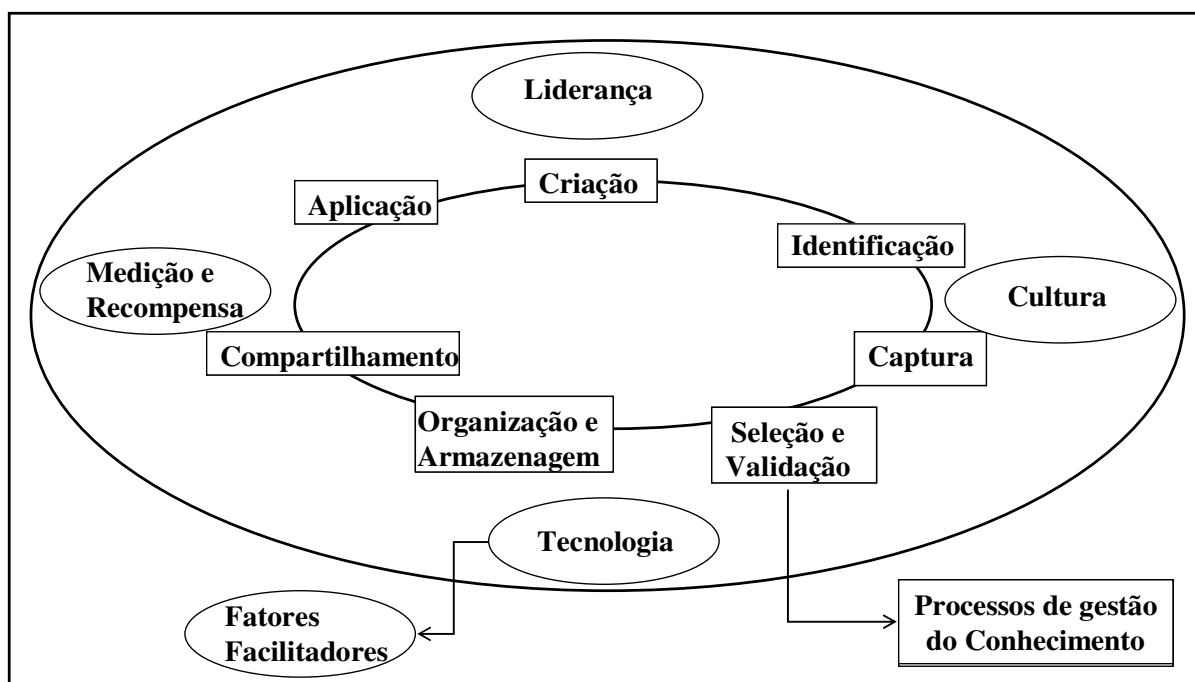 Liderança
Criação
Aplicação
Identificação
Medição e
Recompensa
Cultura
Compartilhamento
Captura
Organização e
Armazenagem
Seleção e
Validação
Tecnologia
Fatores
Facilitadores
Processos de gestão
do Conhecimento